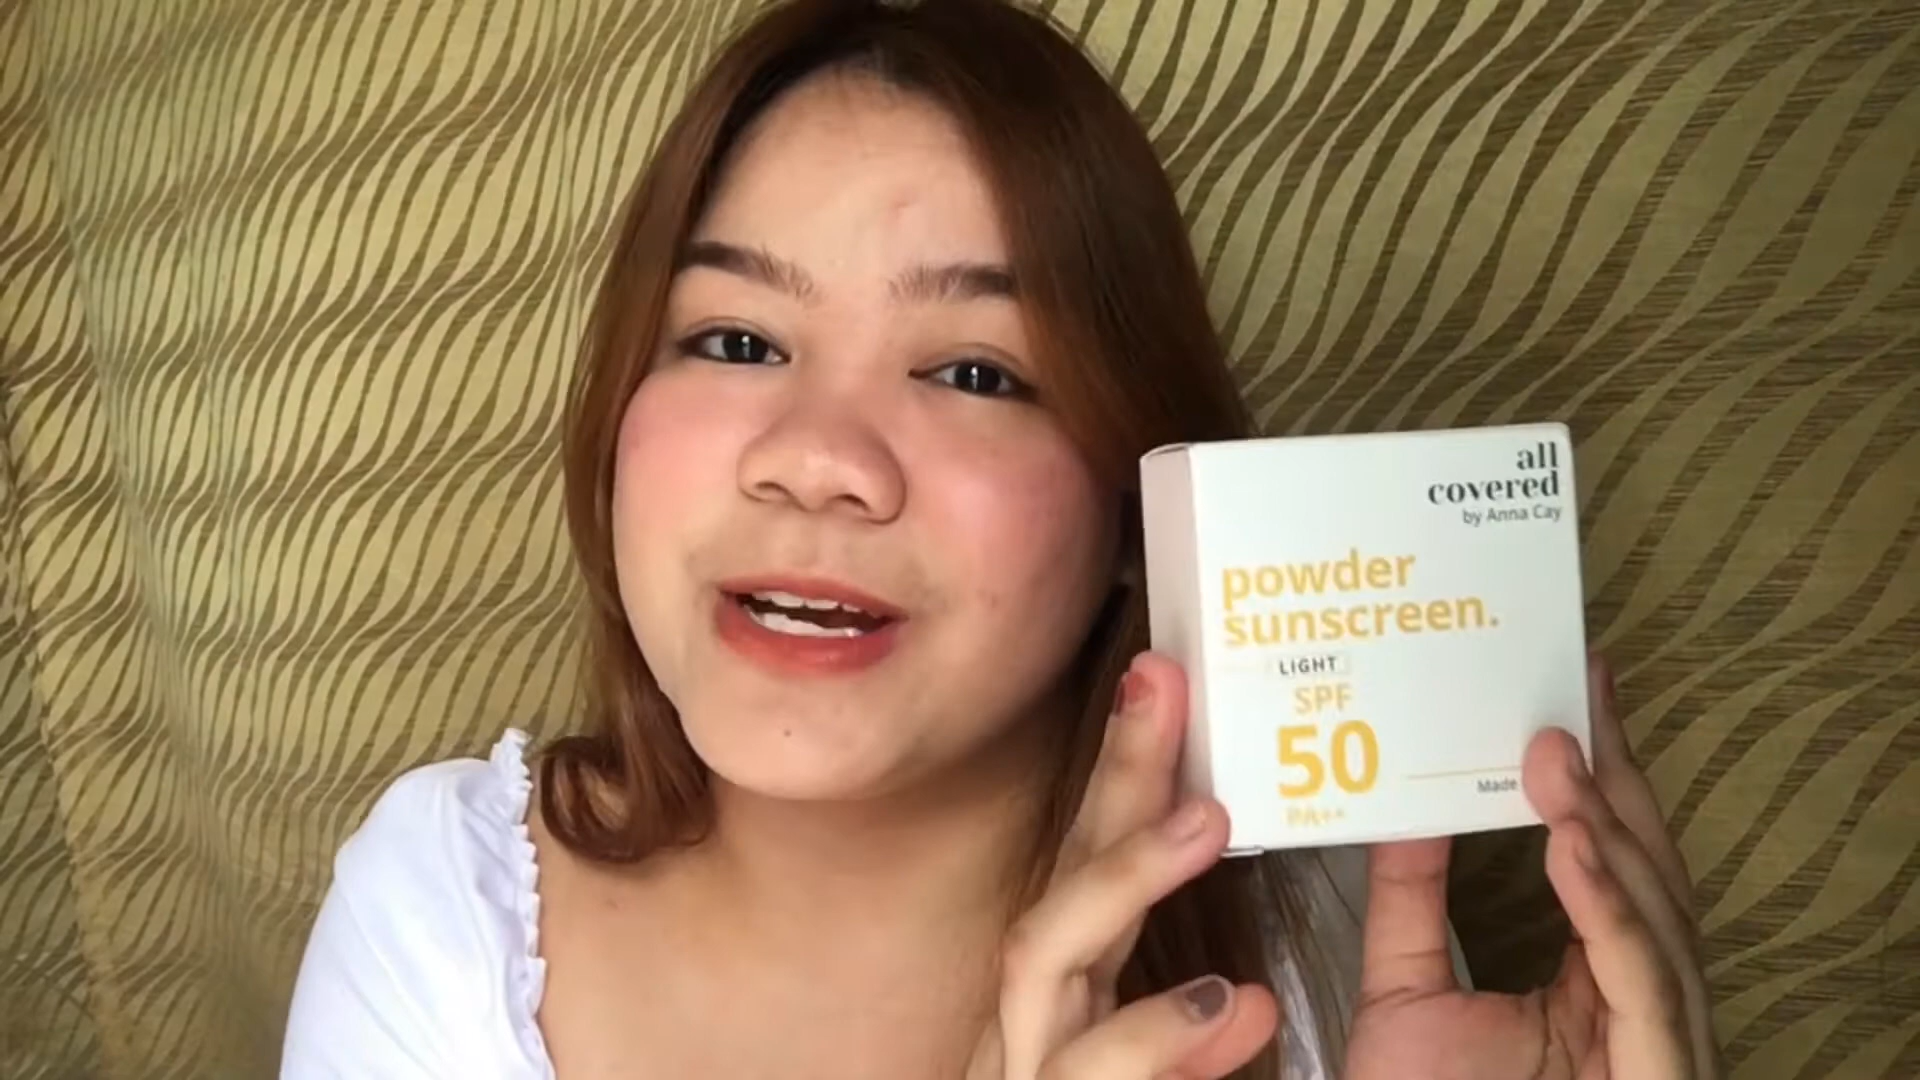 all
covered
by Anna Cay
powder
sunscreen.
LIGHT
SPF
50
PA++
Made